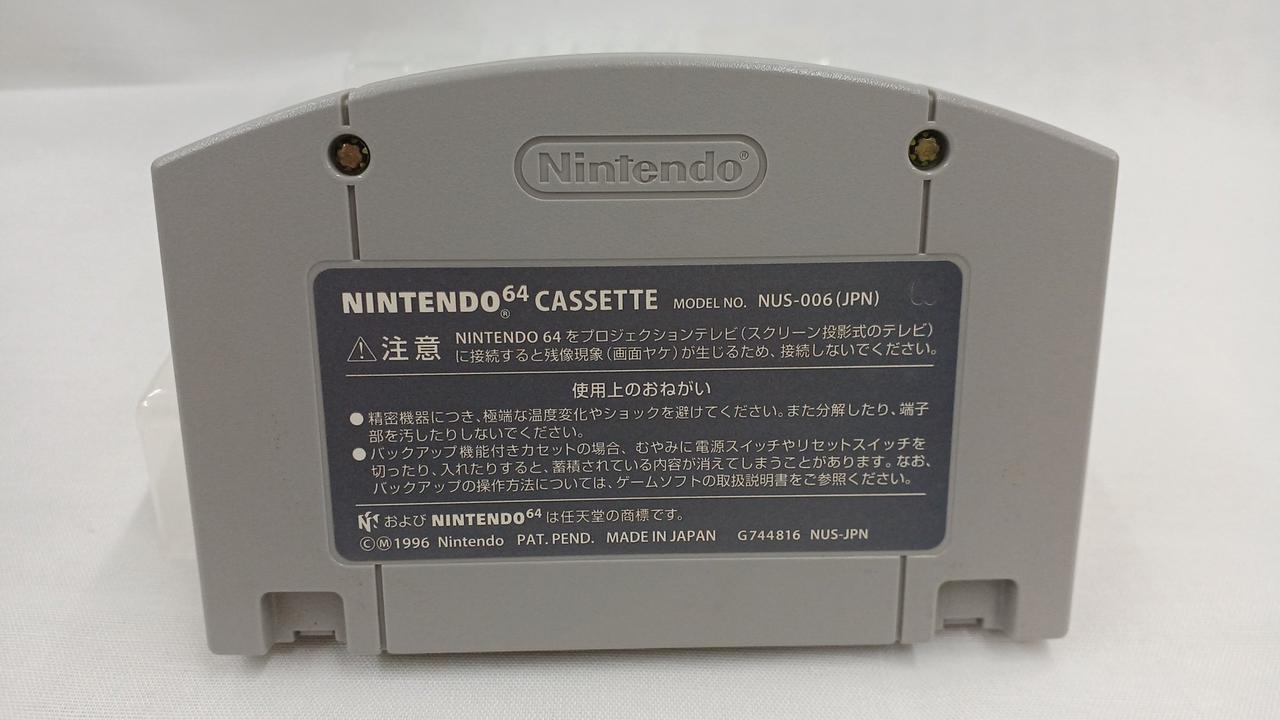 Nintendo®
NINTENDO64® CASSETTE MODEL NO. NUS-006(JPN)
⚠注意 NINTENDO 64をプロジェクションテレビ(スクリーン投影式のテレビ)
に接続すると残像現象(画面ヤケ)が生じるため、接続しないでください。
使用上のおねがい
●精密機器につき、極端な温度変化やショックを避けてください。また分解したり、端子
部を汚したりしないでください。
●バックアップ機能付きカセットの場合、むやみに電源スイッチやリセットスイッチを
切ったり、入れたりすると、蓄積されている内容が消えてしまうことがあります。なお、
バックアップの操作方法については、ゲームソフトの取扱説明書をご参照ください。
および NINTENDO64 は任天堂の商標です。
ⒸⓂ1996 Nintendo PAT. PEND. MADE IN JAPAN G744816 NUS-JPN